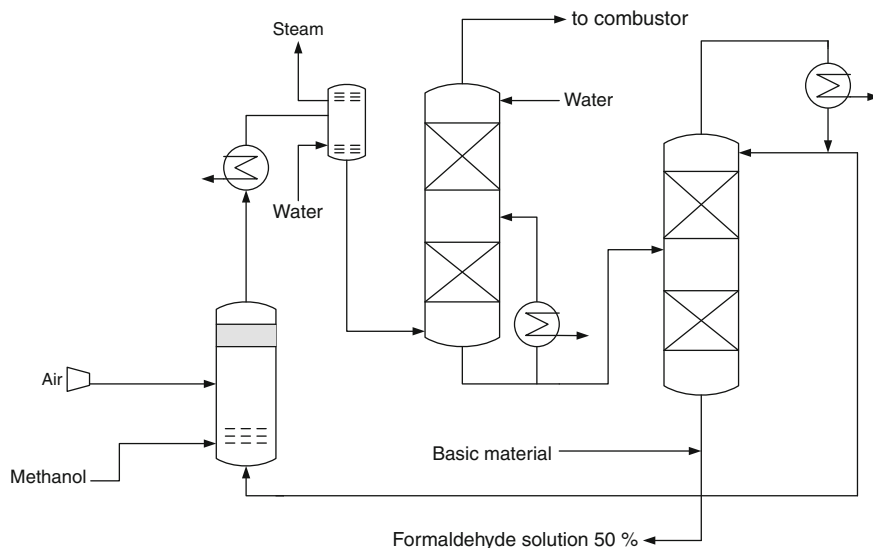 to combustor
Steam
Water
Water
Air
Basic material
Methanol
Formaldehyde solution 50 %